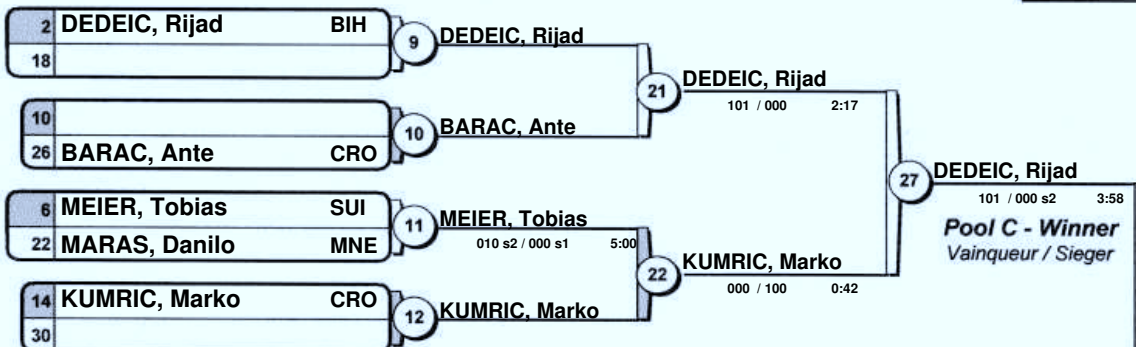 2 DEDEIC, Rijad BIH
18
9 DEDEIC, Rijad
10
26 BARAC, Ante CRO
10 BARAC, Ante
21 DEDEIC, Rijad
101 / 000 2:17
6 MEIER, Tobias SUI
22 MARAS, Danilo MNE
11 MEIER, Tobias
010 s2 / 000 s1 5:00
14 KUMRIC, Marko CRO
30
12 KUMRIC, Marko
22 KUMRIC, Marko
000 / 100 0:42
27 DEDEIC, Rijad
101 / 000 s2 3:58
Pool C - Winner
Vainqueur / Sieger